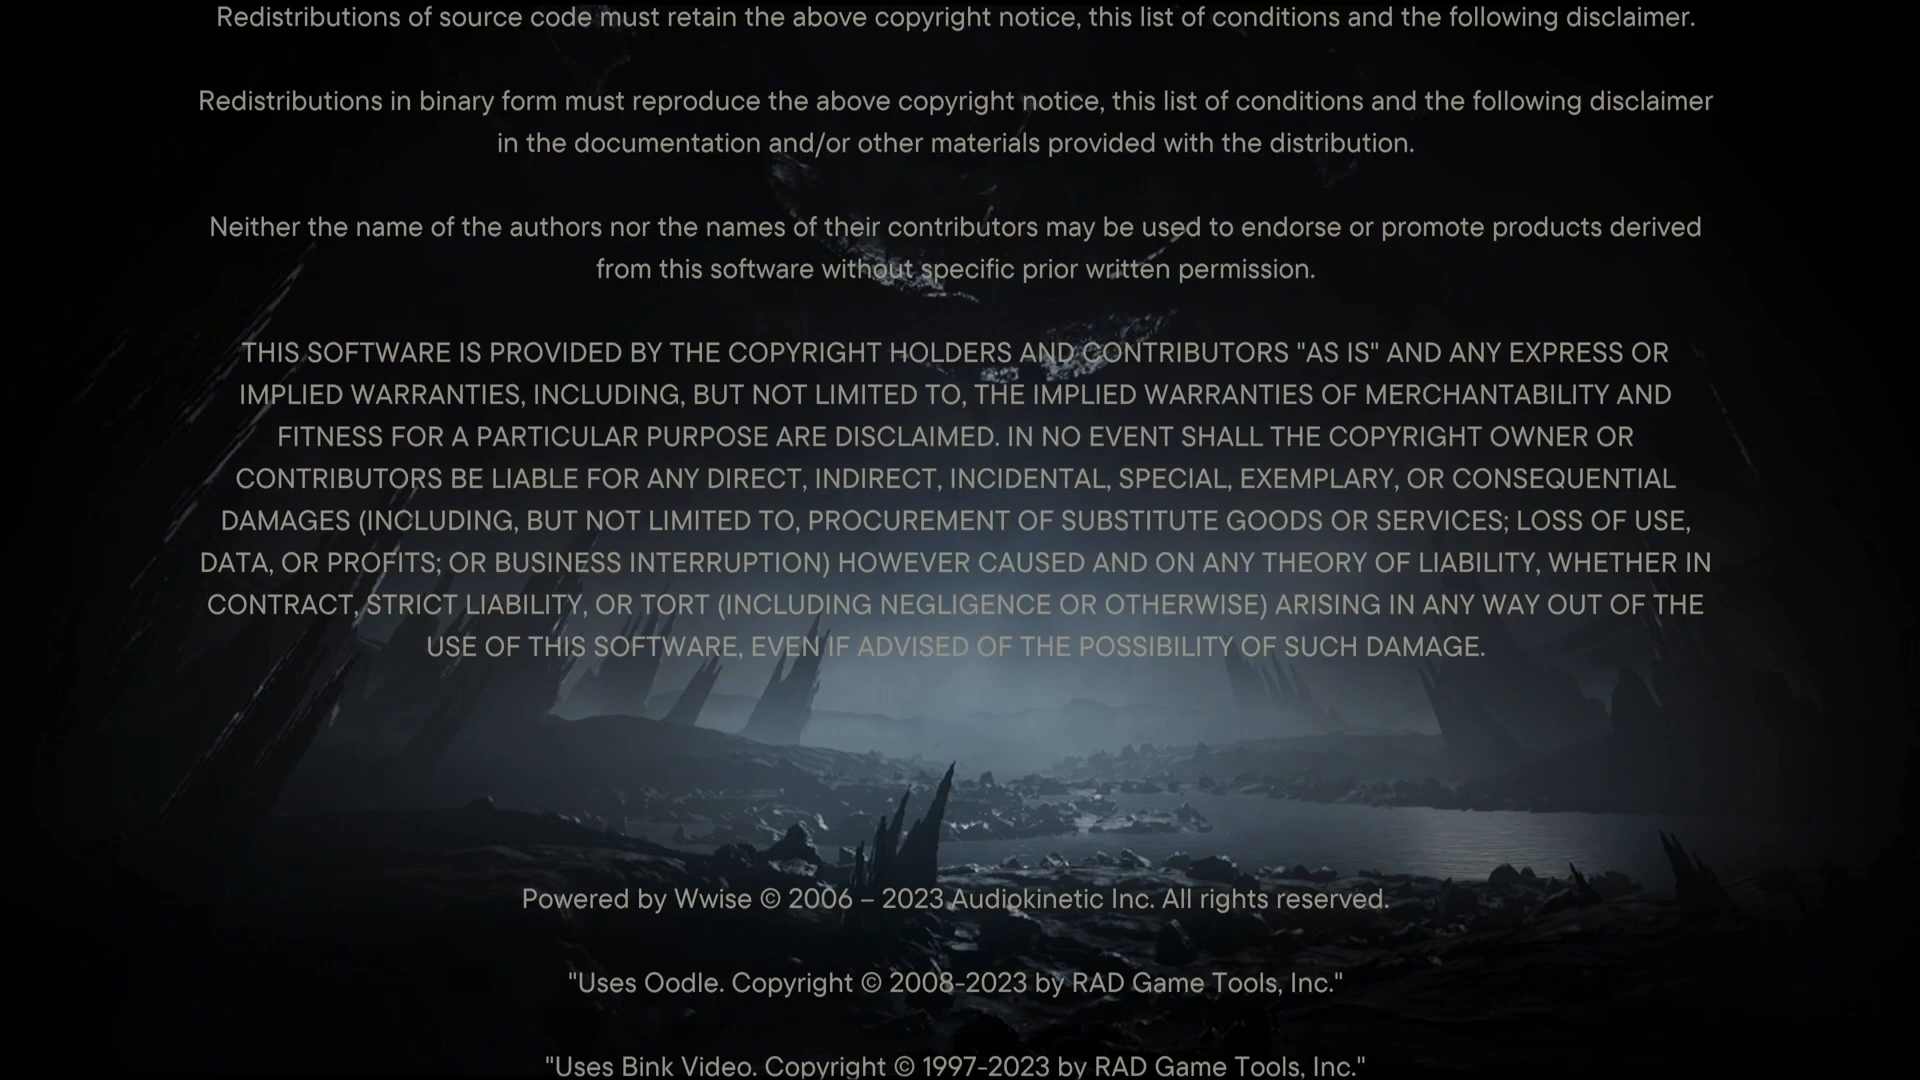 Redistributions of source code must retain the above copyright notice, this list of conditions and the following disclaimer.
Redistributions in binary form must reproduce the above copyright notice, this list of conditions and the following disclaimer
in the documentation and/or other materials provided with the distribution.
Neither the name of the authors nor the names of their contributors may be used to endorse or promote products derived
from this software without specific prior written permission.
THIS SOFTWARE IS PROVIDED BY THE COPYRIGHT HOLDERS AND CONTRIBUTORS "AS IS" AND ANY EXPRESS OR
IMPLIED WARRANTIES, INCLUDING, BUT NOT LIMITED TO, THE IMPLIED WARRANTIES OF MERCHANTABILITY AND
FITNESS FOR A PARTICULAR PURPOSE ARE DISCLAIMED. IN NO EVENT SHALL THE COPYRIGHT OWNER OR
CONTRIBUTORS BE LIABLE FOR ANY DIRECT, INDIRECT, INCIDENTAL, SPECIAL, EXEMPLARY, OR CONSEQUENTIAL
DAMAGES (INCLUDING, BUT NOT LIMITED TO, PROCUREMENT OF SUBSTITUTE GOODS OR SERVICES; LOSS OF USE,
DATA, OR PROFITS; OR BUSINESS INTERRUPTION) HOWEVER CAUSED AND ON ANY THEORY OF LIABILITY, WHETHER IN
CONTRACT, STRICT LIABILITY, OR TORT (INCLUDING NEGLIGENCE OR OTHERWISE) ARISING IN ANY WAY OUT OF THE
USE OF THIS SOFTWARE, EVEN IF ADVISED OF THE POSSIBILITY OF SUCH DAMAGE.
Powered by Wwise © 2006 – 2023 Audiokinetic Inc. All rights reserved.
"Uses Oodle. Copyright © 2008-2023 by RAD Game Tools, Inc."
"Uses Bink Video. Copyright © 1997-2023 by RAD Game Tools, Inc."